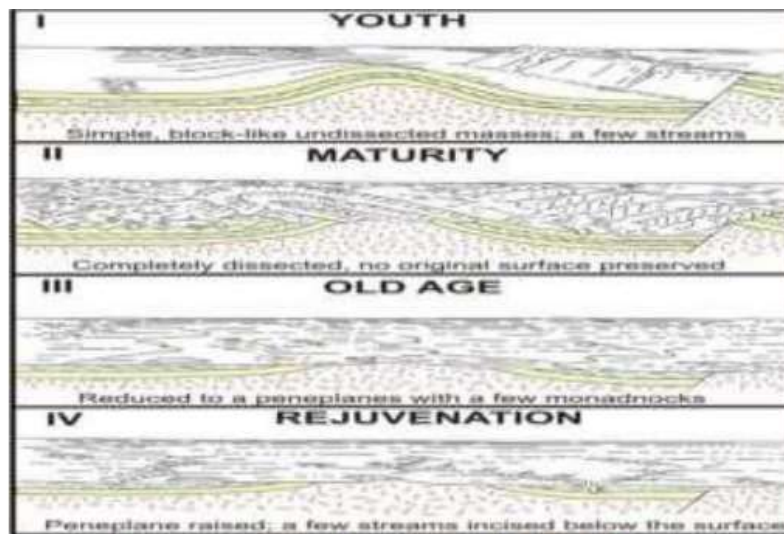 I YOUTH
Simple, block-like undissected masses; a few streams
II MATURITY
Completely dissected, no original surface preserved
III OLD AGE
Reduced to a peneplanes with a few monadnocks
IV REJUVENATION
Peneplane raised; a few streams incised below the surface